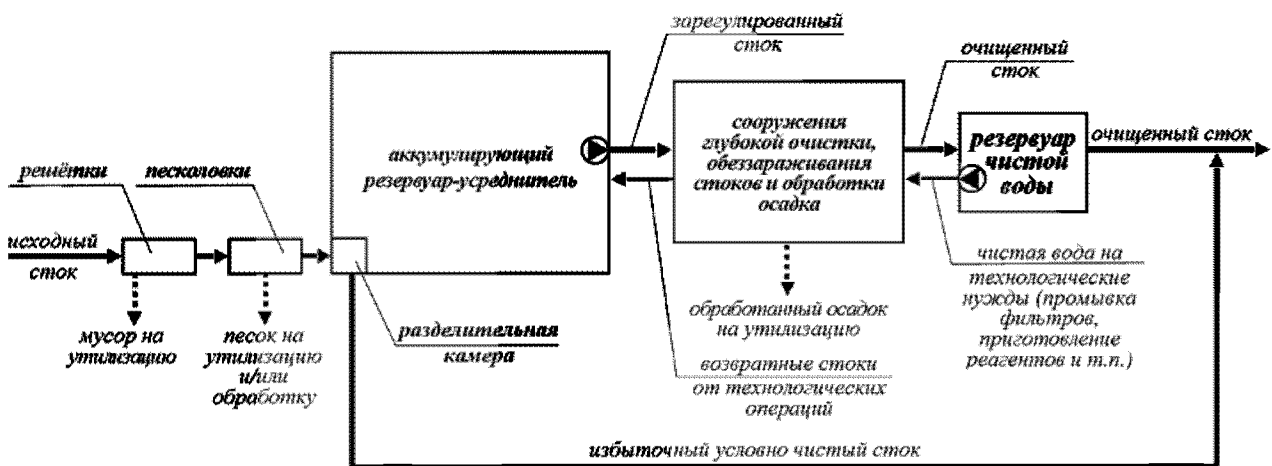 зарегулированный
сток
очищенный
сток
решётки
песколовки
аккумулирующий
резервуар-усреднитель
сооружения
глубокой очистки,
обеззараживания
стоков и обработки
осадка
резервуар
чистой
воды
очищенный сток
исходный
сток
мусор на
утилизацию
песок на
утилизацию
и/или
обработку
разделительная
камера
обработанный осадок
на утилизацию
возвратные стоки
от технологических
операций
чистая вода на
технологические
нужды (промывка
фильтров,
приготовление
реагентов и т.п.)
избыточный условно чистый сток